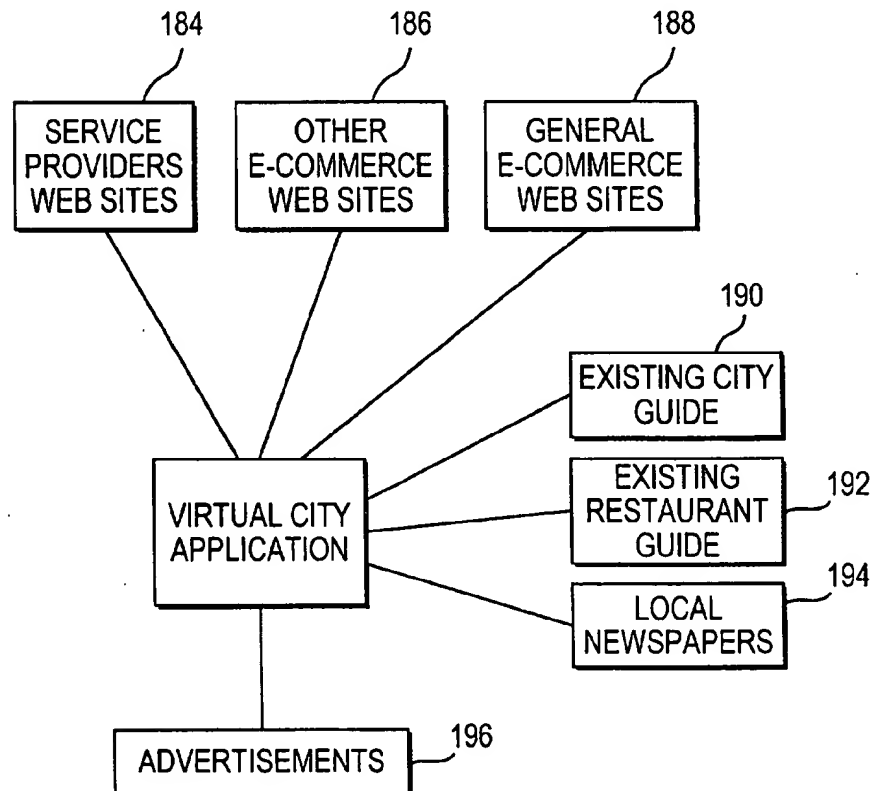 184
186
188
SERVICE
PROVIDERS
WEB SITES
OTHER
E-COMMERCE
WEB SITES
GENERAL
E-COMMERCE
WEB SITES
190
EXISTING CITY
GUIDE
VIRTUAL CITY
APPLICATION
EXISTING
RESTAURANT
GUIDE
192
LOCAL
NEWSPAPERS
194
ADVERTISEMENTS
196